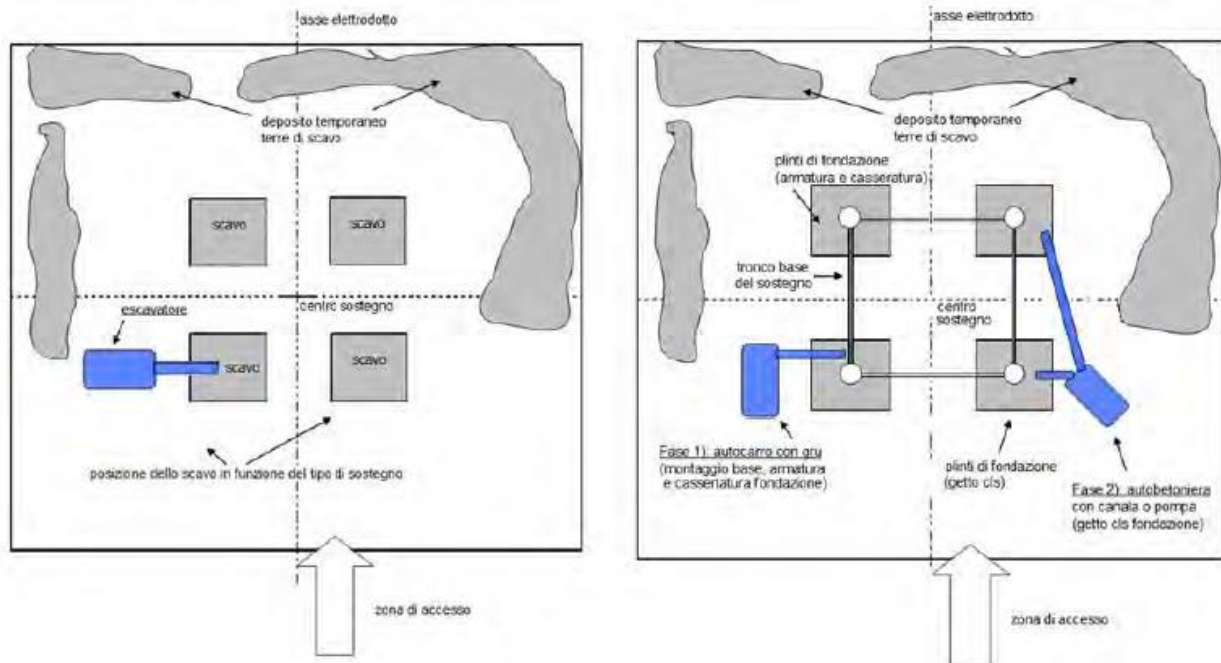 asse elettrodotto
deposito temporaneo
terre di scavo
scavo
scavo
centro sostegno
escavatore
scavo
scavo
posizione dello scavo in funzione del tipo di sostegno
zona di accesso
asse elettrodotto
deposito temporaneo
terre di scavo
plinti di fondazione
(armatura e casseratura)
tronco base
del sostegno
centro
sostegno
Fase 1): autocarro con gru
(montaggio base, armatura
e casseratura fondazione)
plinti di fondazione
(getto cls)
Fase 2): autobetoniera
con canala o pompa
(getto cls fondazione)
zona di accesso